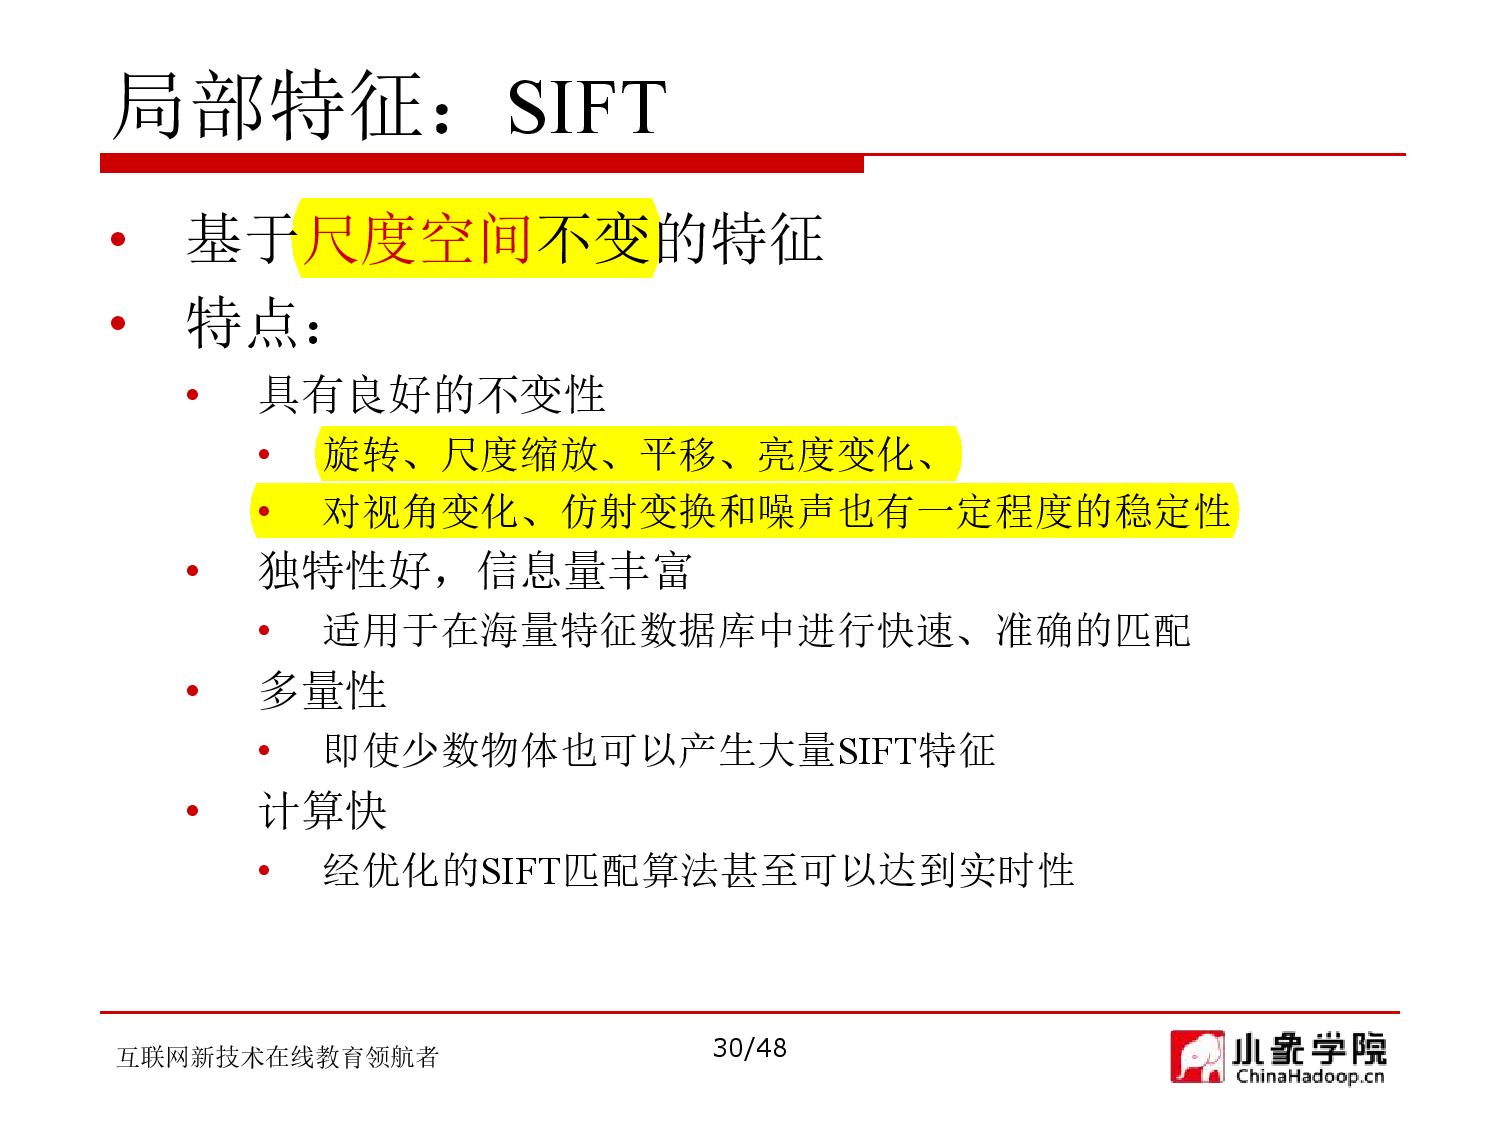 局部特征：SIFT
• 基于尺度空间不变的特征
• 特点：
• 具有良好的不变性
• 旋转、尺度缩放、平移、亮度变化、
• 对视角变化、仿射变换和噪声也有一定程度的稳定性
• 独特性好，信息量丰富
• 适用于在海量特征数据库中进行快速、准确的匹配
• 多量性
• 即使少数物体也可以产生大量SIFT特征
• 计算快
• 经优化的SIFT匹配算法甚至可以达到实时性
互联网新技术在线教育领航者
30/48
小象学院
ChinaHadoop.cn